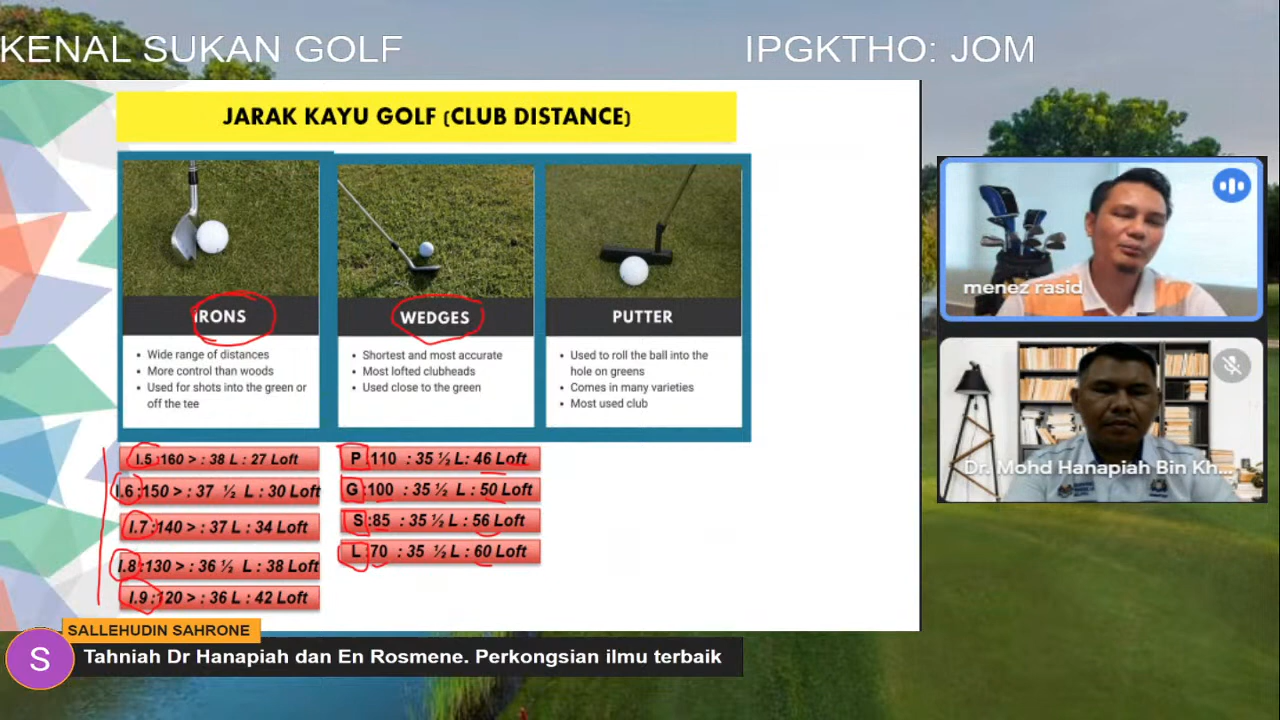 KENAL SUKAN GOLF
IPGKTHO: JOM
JARAK KAYU GOLF (CLUB DISTANCE)
IRONS
• Wide range of distances
• More control than woods
• Used for shots into the green or
off the tee
WEDGES
• Shortest and most accurate
• Most lofted clubheads
• Used close to the green
PUTTER
• Used to roll the ball into the
hole on greens
• Comes in many varieties
• Most used club
I.5 :160 > : 38 L : 27 Loft
I.6 :150 > : 37 ½ L : 30 Loft
I.7 :140 > : 37 L : 34 Loft
I.8 :130 > : 36 ½ L : 38 Loft
I.9 :120 > : 36 L : 42 Loft
P :110 : 35 ½ L : 46 Loft
G :100 : 35 ½ L : 50 Loft
S :85 : 35 ½ L : 56 Loft
L :70 : 35 ½ L : 60 Loft
menez rasid
Dr. Mohd Hanapiah Bin Kh...
SALLEHUDIN SAHRONE
S
Tahniah Dr Hanapiah dan En Rosmene. Perkongsian ilmu terbaik